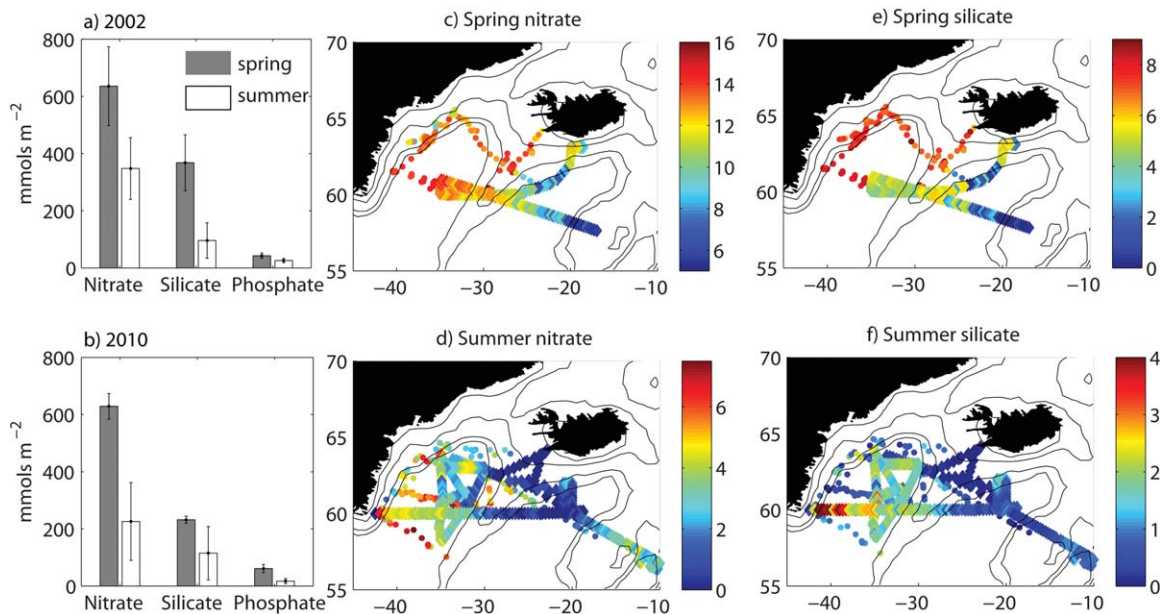 a) 2002
800
600
400
200
0
mmols m⁻²
spring
summer
Nitrate Silicate Phosphate
c) Spring nitrate
70
65
60
55
−40 −30 −20 −10
16
14
12
10
8
6
e) Spring silicate
70
65
60
55
−40 −30 −20 −10
8
6
4
2
0
b) 2010
800
600
400
200
0
mmols m⁻²
Nitrate Silicate Phosphate
d) Summer nitrate
70
65
60
55
−40 −30 −20 −10
6
4
2
0
f) Summer silicate
70
65
60
55
−40 −30 −20 −10
4
3
2
1
0